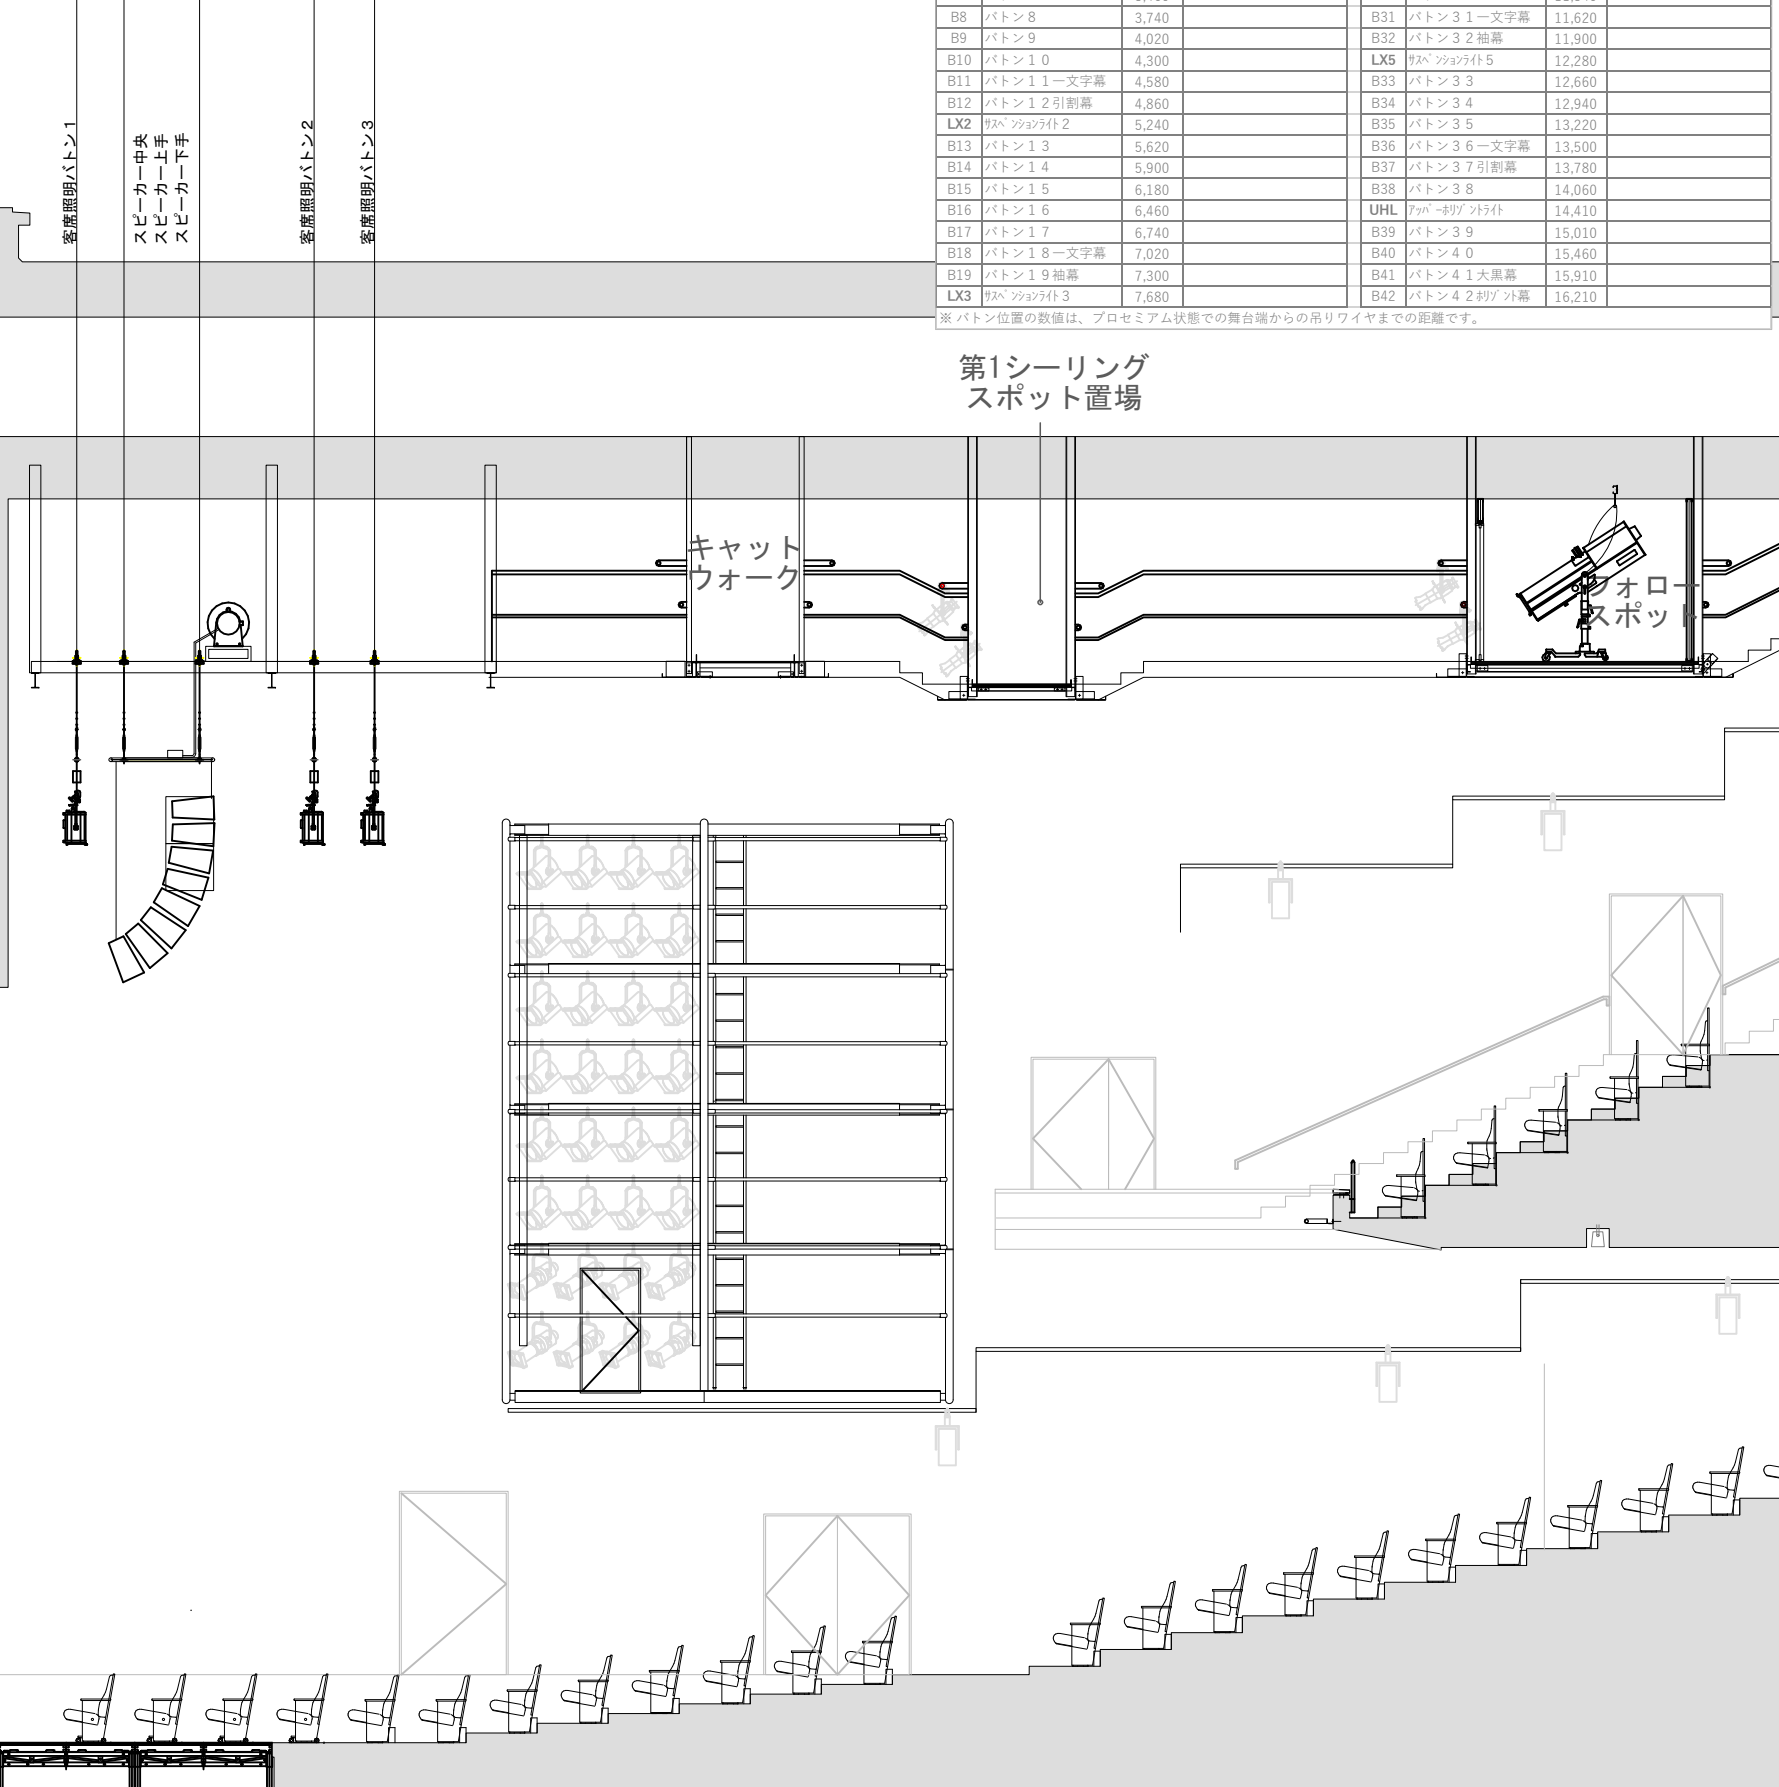 B8 バトン８ 3,740
B9 バトン９ 4,020
B10 バトン１０ 4,300
B11 バトン１１一文字幕 4,580
B12 バトン１２引割幕 4,860
LX2 ｻｽﾍﾟﾝｼｮﾝﾗｲﾄ２ 5,240
B13 バトン１３ 5,620
B14 バトン１４ 5,900
B15 バトン１５ 6,180
B16 バトン１６ 6,460
B17 バトン１７ 6,740
B18 バトン１８一文字幕 7,020
B19 バトン１９袖幕 7,300
LX3 ｻｽﾍﾟﾝｼｮﾝﾗｲﾄ３ 7,680
B31 バトン３１一文字幕 11,620
B32 バトン３２袖幕 11,900
LX5 ｻｽﾍﾟﾝｼｮﾝﾗｲﾄ５ 12,280
B33 バトン３３ 12,660
B34 バトン３４ 12,940
B35 バトン３５ 13,220
B36 バトン３６一文字幕 13,500
B37 バトン３７引割幕 13,780
B38 バトン３８ 14,060
UHL ｱｯﾊﾟｰﾎﾘｿﾞﾝﾄﾗｲﾄ 14,410
B39 バトン３９ 15,010
B40 バトン４０ 15,460
B41 バトン４１大黒幕 15,910
B42 バトン４２ﾎﾘｿﾞﾝﾄ幕 16,210
※ バトン位置の数値は、プロセミアム状態での舞台端からの吊りワイヤまでの距離です。
客席照明バトン１
スピーカー中央
スピーカー上手
スピーカー下手
客席照明バトン２
客席照明バトン３
第1シーリング
スポット置場
キャット
ウォーク
フォロー
スポット